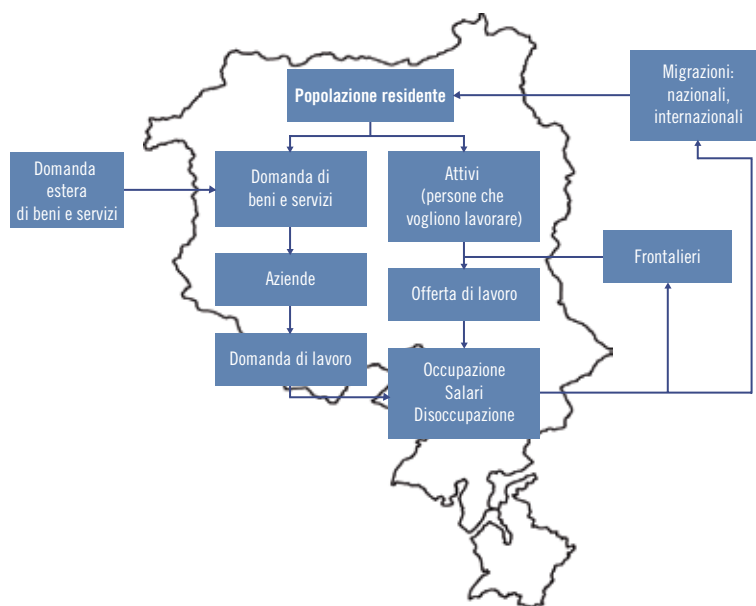 Migrazioni:
nazionali,
internazionali
Popolazione residente
Domanda
estera
di beni e servizi
Domanda di
beni e servizi
Attivi
(persone che
vogliono lavorare)
Aziende
Offerta di lavoro
Frontalieri
Domanda di lavoro
Occupazione
Salari
Disoccupazione